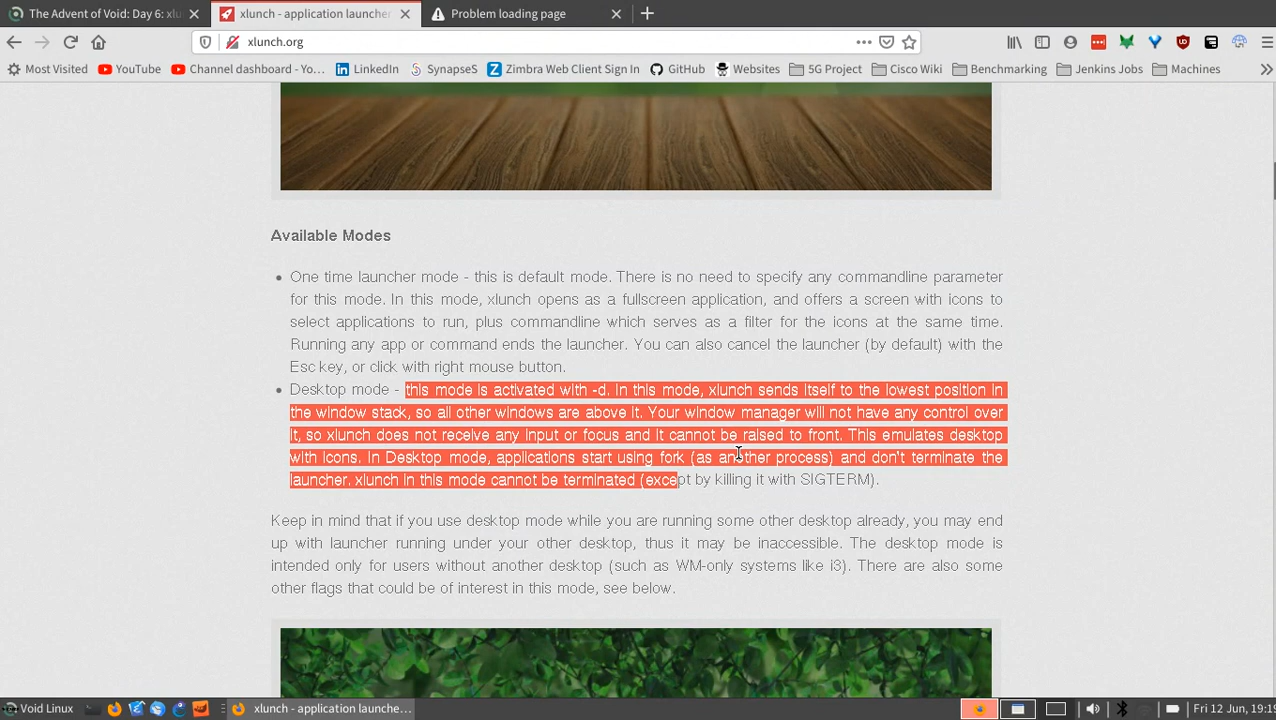 The Advent of Void: Day 6: xlu
xlunch - application launcher
Problem loading page
xlunch.org
Most Visited
YouTube
Channel dashboard - Yo...
LinkedIn
SynapseS
Zimbra Web Client Sign In
GitHub
Websites
5G Project
Cisco Wiki
Benchmarking
Jenkins Jobs
Machines
Available Modes
One time launcher mode - this is default mode. There is no need to specify any commandline parameter
for this mode. In this mode, xlunch opens as a fullscreen application, and offers a screen with icons to
select applications to run, plus commandline which serves as a filter for the icons at the same time.
Running any app or command ends the launcher. You can also cancel the launcher (by default) with the
Esc key, or click with right mouse button.
Desktop mode - this mode is activated with -d. In this mode, xlunch sends itself to the lowest position in
the window stack, so all other windows are above it. Your window manager will not have any control over
it, so xlunch does not receive any input or focus and it cannot be raised to front. This emulates desktop
with icons. In Desktop mode, applications start using fork (as another process) and don't terminate the
launcher. xlunch in this mode cannot be terminated (except by killing it with SIGTERM).
Keep in mind that if you use desktop mode while you are running some other desktop already, you may end
up with launcher running under your other desktop, thus it may be inaccessible. The desktop mode is
intended only for users without another desktop (such as WM-only systems like i3). There are also some
other flags that could be of interest in this mode, see below.
Void Linux
xlunch - application launche...
Fri 12 Jun, 19:19